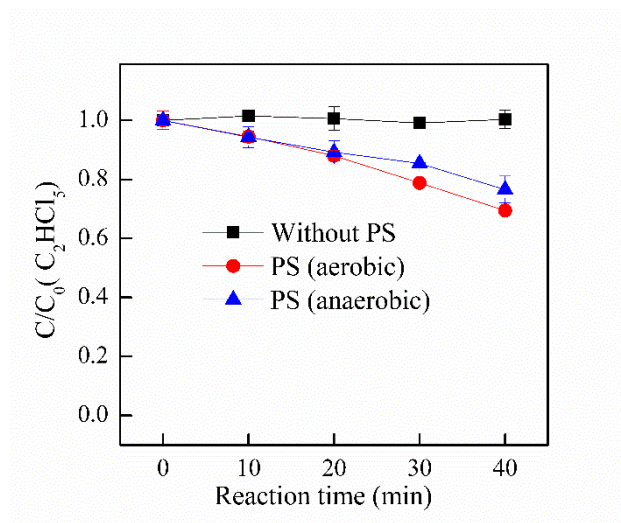 1.0
0.8
0.6
0.4
0.2
0.0
C/C₀( C₂HCl₅)
Without PS
PS (aerobic)
PS (anaerobic)
0 10 20 30 40
Reaction time (min)